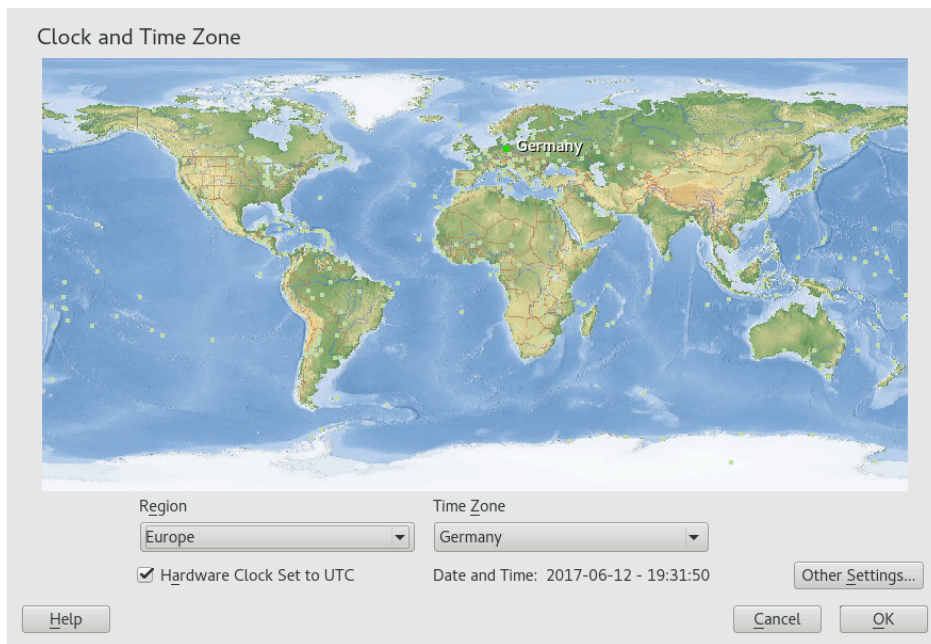 Clock and Time Zone
Germany
Region
Time Zone
Europe
Germany
Hardware Clock Set to UTC
Date and Time: 2017-06-12 - 19:31:50
Other Settings...
Help
Cancel
OK